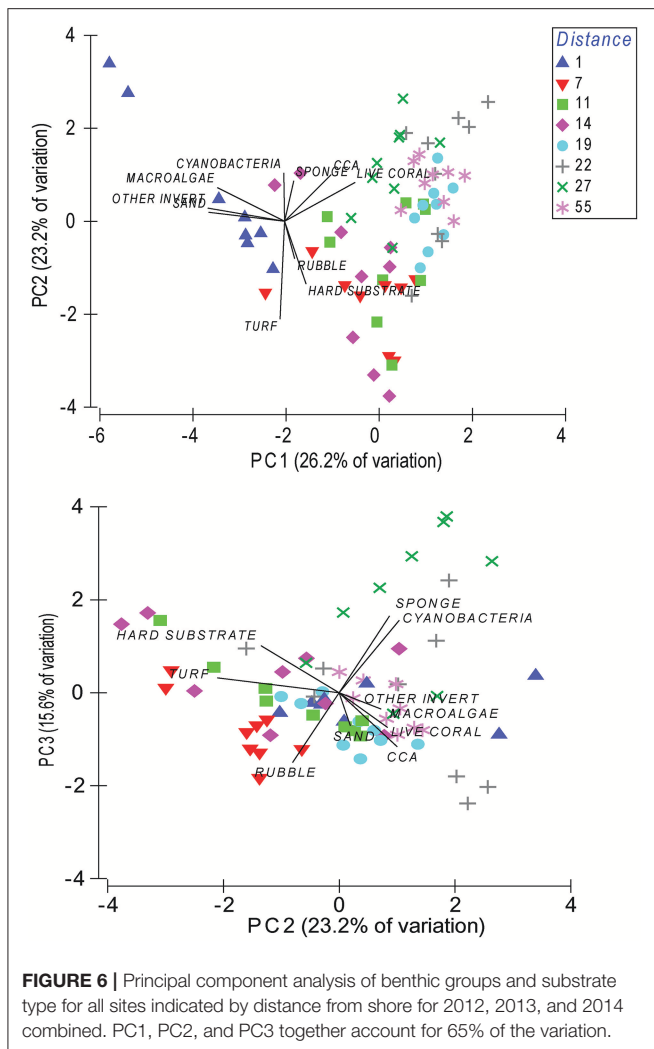 4
2
0
-2
-4
PC2 (23.2% of variation)
CYANOBACTERIA
CCA
SPONGE
MACROALGAE
LIVE CORAL
OTHER INVERT
SAND
RUBBLE
HARD SUBSTRATE
TURF
-6
-4
-2
0
2
4
PC1 (26.2% of variation)
Distance
1
7
11
14
19
22
27
55
4
2
0
-2
-4
PC3 (15.6% of variation)
SPONGE
CYANOBACTERIA
HARD SUBSTRATE
TURF
OTHER INVERT
MACROALGAE
LIVE CORAL
SAND
CCA
RUBBLE
-4
-2
0
2
4
PC2 (23.2% of variation)
FIGURE 6 | Principal component analysis of benthic groups and substrate
type for all sites indicated by distance from shore for 2012, 2013, and 2014
combined. PC1, PC2, and PC3 together account for 65% of the variation.